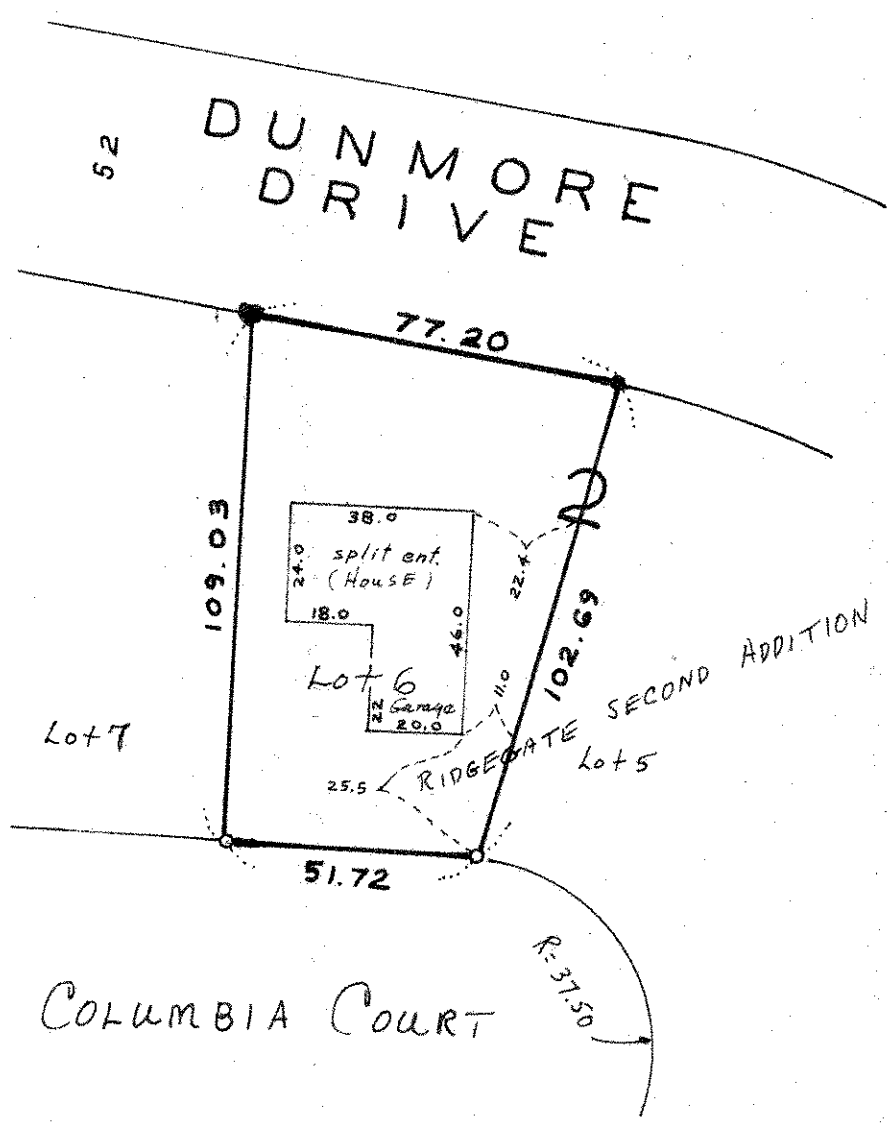 52
DUNMORE
DRIVE
77.20
109.03
2
38.0
24.0
split ent.
(HousE)
22.4
18.0
46.0
102.69
Lot 6
11.0
22
Garage
20.0
RIDGEGATE SECOND ADDITION
Lot 7
Lot 5
25.5
51.72
R=37.50
COLUMBIA COURT